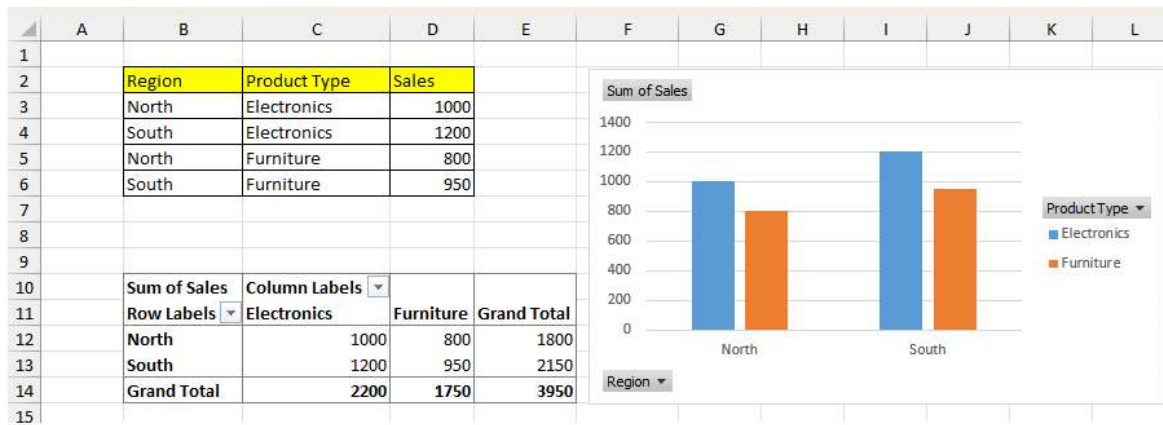 A B C D E F G H I J K L
1
2 Region Product Type Sales
3 North Electronics 1000
4 South Electronics 1200
5 North Furniture 800
6 South Furniture 950
7
8
9
10 Sum of Sales Column Labels
11 Row Labels Electronics Furniture Grand Total
12 North 1000 800 1800
13 South 1200 950 2150
14 Grand Total 2200 1750 3950
15
Sum of Sales
1400
1200
1000
800
600
400
200
0
North South
Region
Product Type
Electronics
Furniture